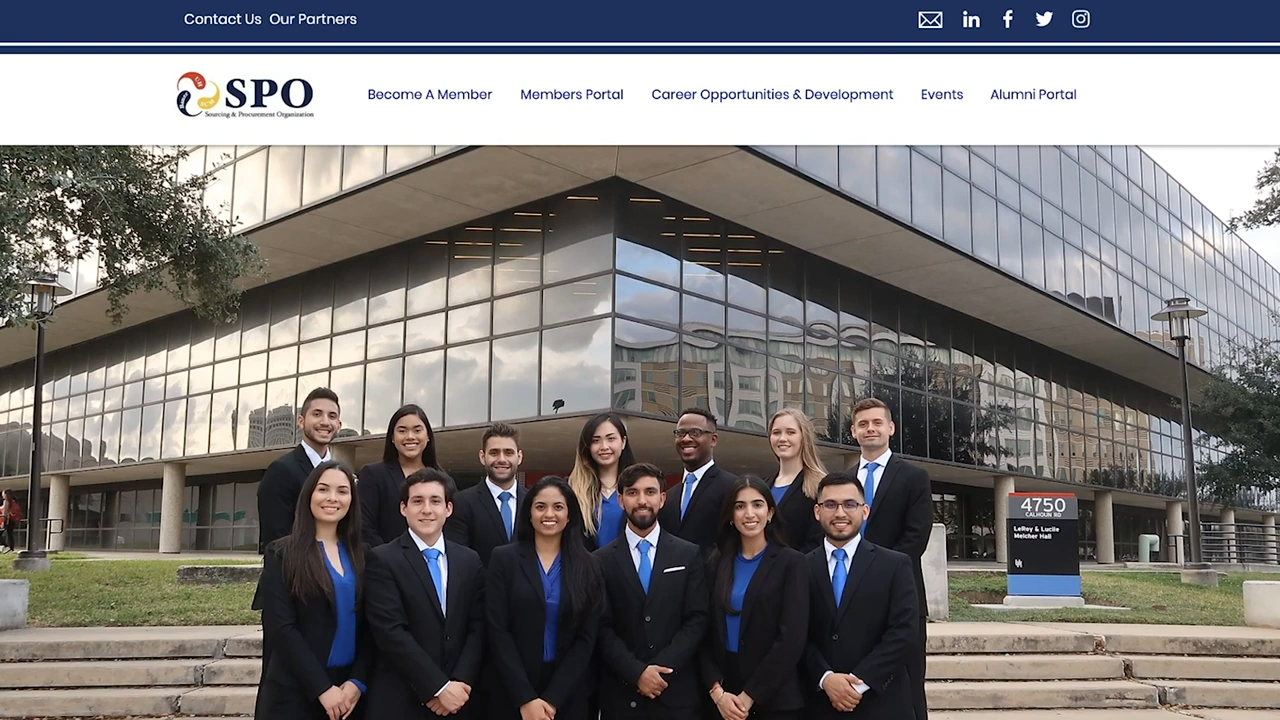 Contact Us Our Partners
SPO
Sourcing & Procurement Organization
Become A Member Members Portal Career Opportunities & Development Events Alumni Portal
4750
CALHOUN RD
LeRoy & Lucile
Melcher Hall
UH